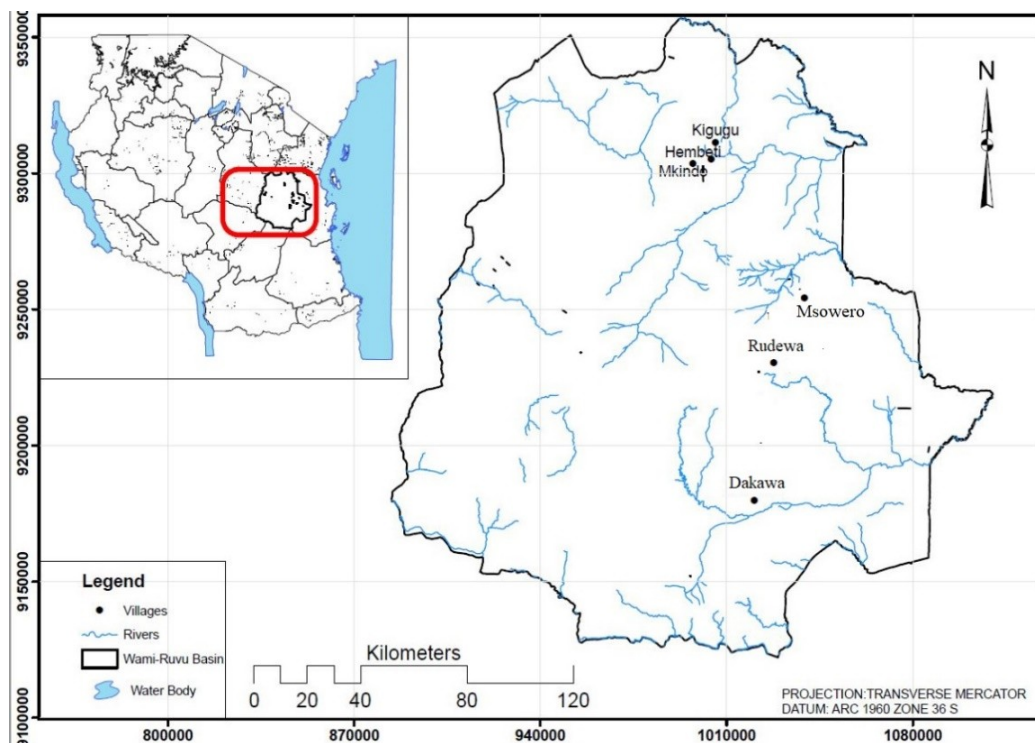 9350000
9300000
9250000
9200000
9150000
9100000
N
Kigugu
Hembeti
Mkindo
Msowero
Rudewa
Dakawa
Legend
Villages
Rivers
Wami-Ruvu Basin
Water Body
Kilometers
0 20 40 80 120
PROJECTION:TRANSVERSE MERCATOR
DATUM: ARC 1960 ZONE 36 S
800000 870000 940000 1010000 1080000